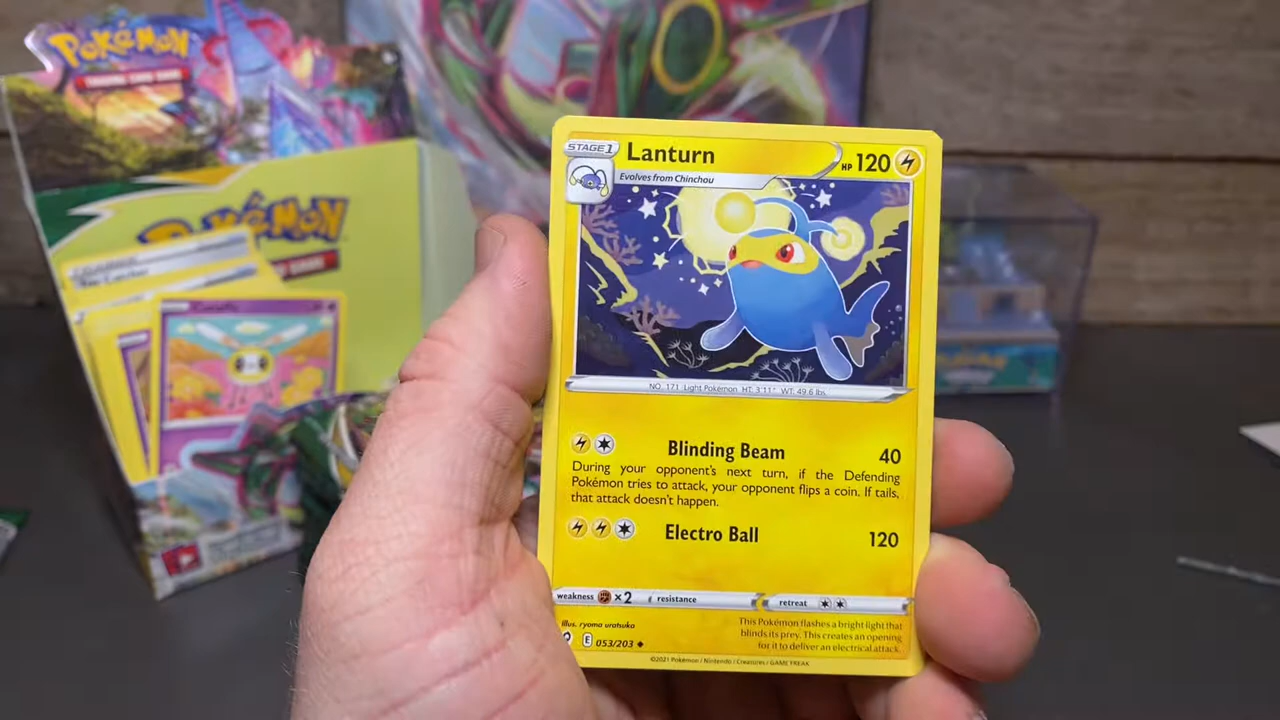 POKéMON
TRADING CARD GAME
POKéMON
STAGE1
Lanturn
HP 120
Evolves from Chinchou
NO. 171 Light Pokémon HT: 3'11" WT: 49.6 lbs.
Blinding Beam 40
During your opponent's next turn, if the Defending
Pokémon tries to attack, your opponent flips a coin. If tails,
that attack doesn't happen.
Electro Ball 120
weakness ×2 resistance retreat
illus. ryoma uratsuka
E 053/203
This Pokémon flashes a bright light that
blinds its prey. This creates an opening
for it to deliver an electrical attack.
©2021 Pokémon / Nintendo / Creatures / GAME FREAK